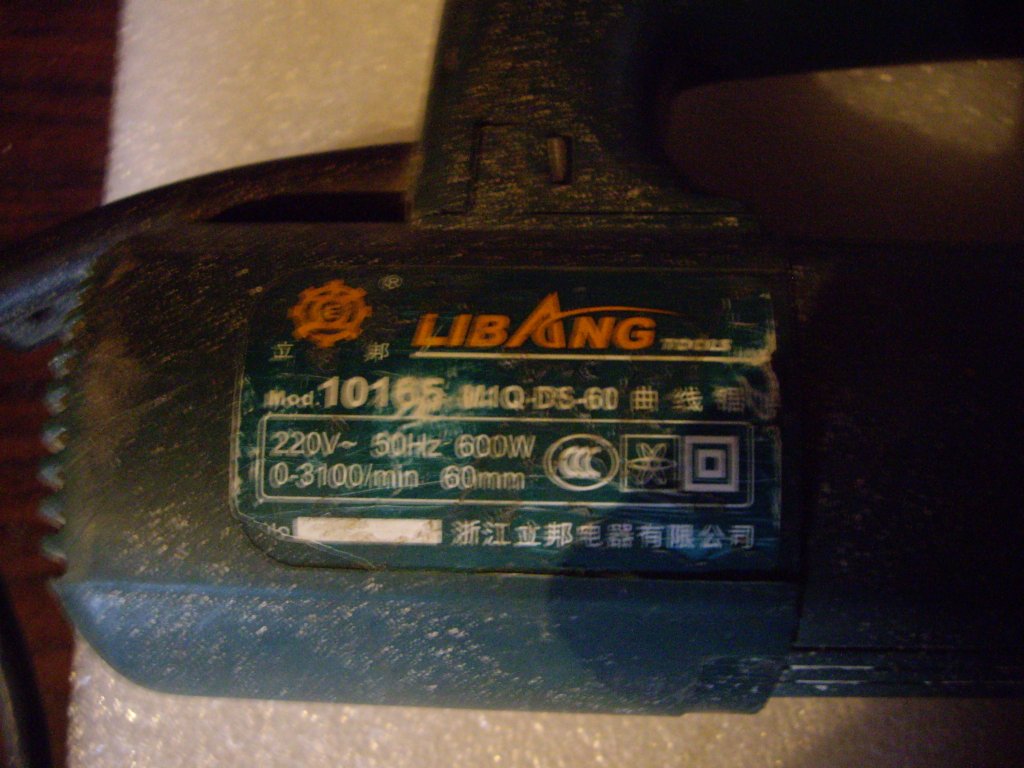 ®
LIBANG TOOLS
立 邦
Mod.10165 M1Q-DS-60 曲 线 锯
220V~ 50Hz 600W
0-3100/min 60mm
No
浙江立邦电器有限公司